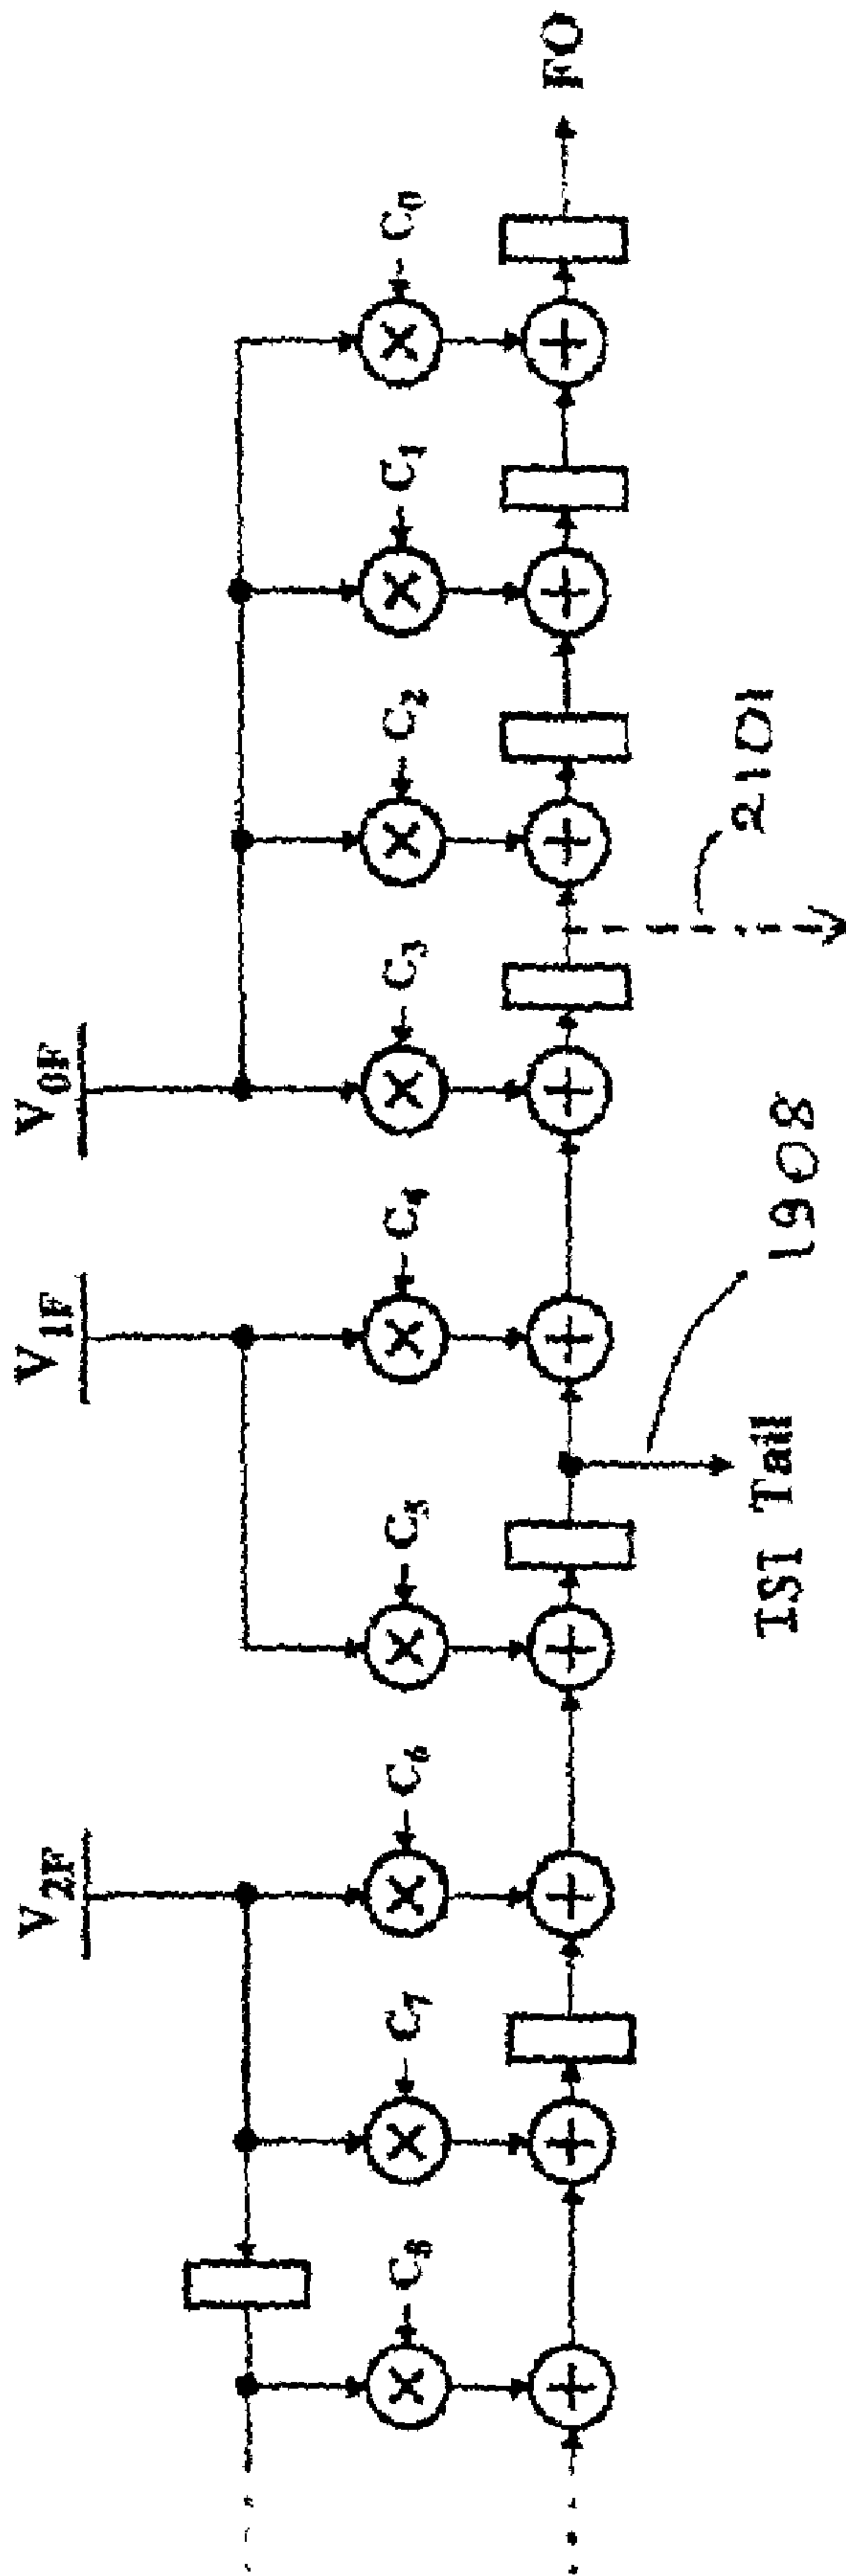 V2F
V1F
V0F
C8
C7
C6
C5
C4
C3
C2
C1
C0
FO
ISI Tail
1908
2101